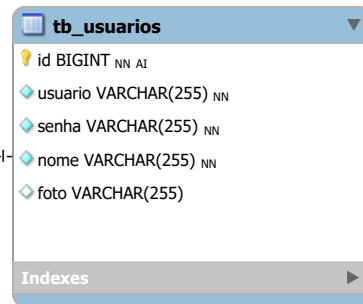 tb_usuarios
id BIGINT NN AI
usuario VARCHAR(255) NN
senha VARCHAR(255) NN
nome VARCHAR(255) NN
foto VARCHAR(255)
Indexes